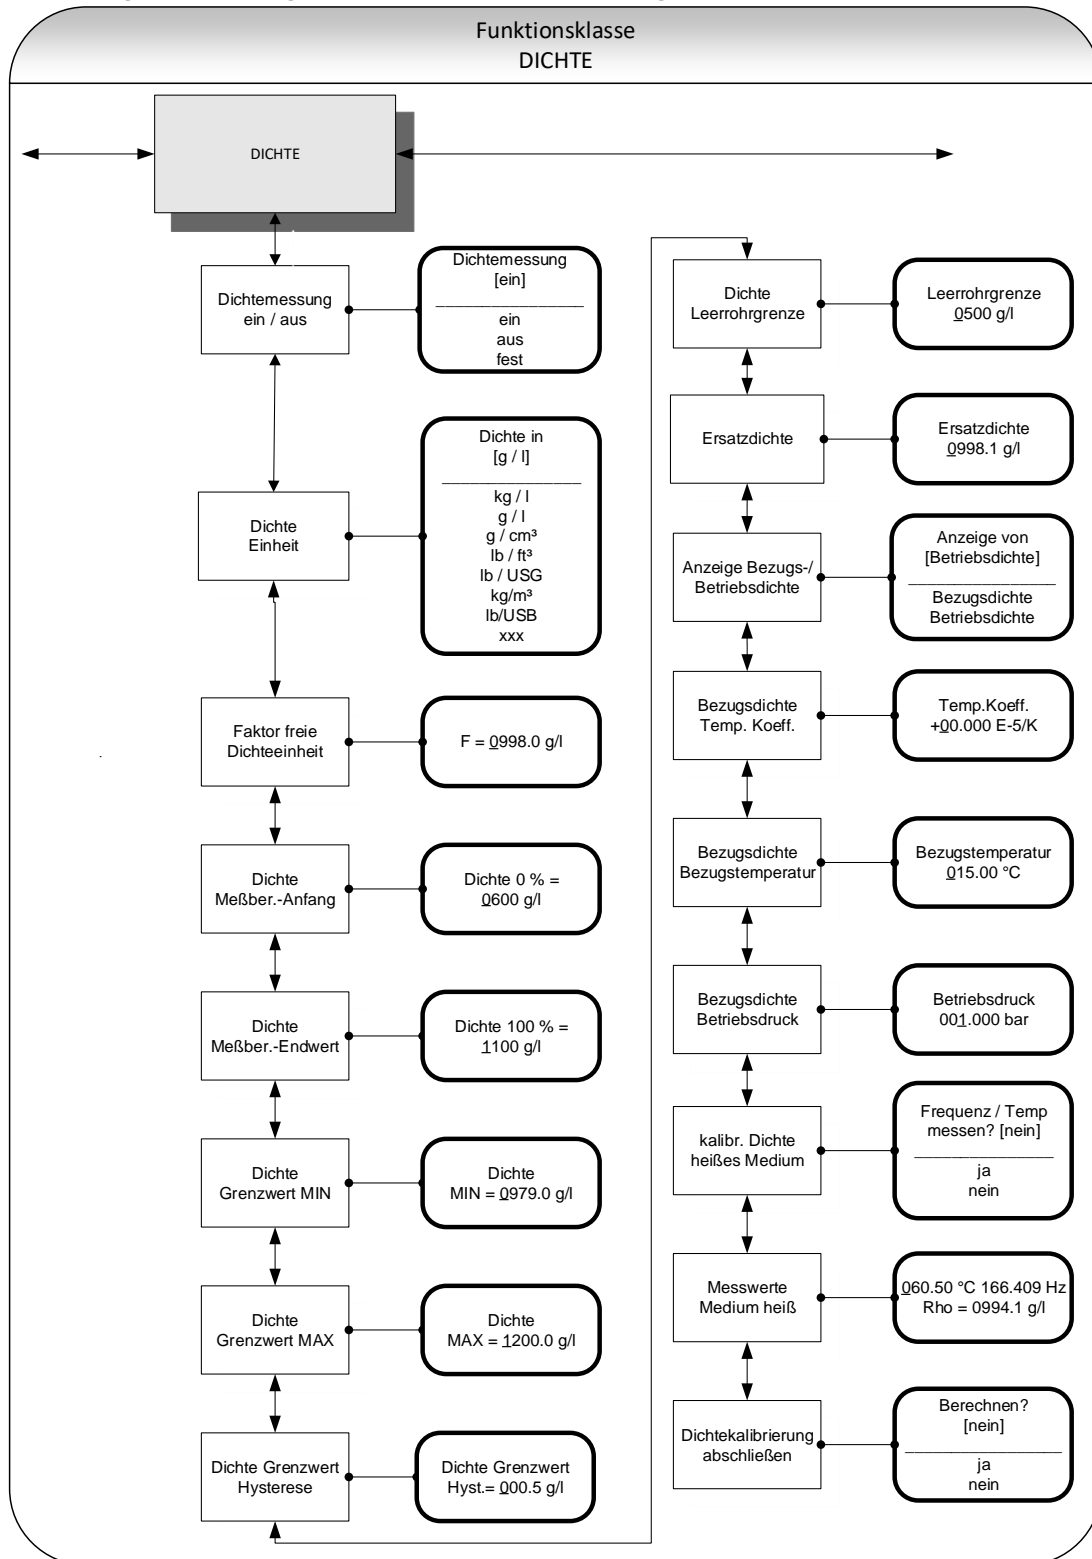 Funktionsklasse
DICHTE
DICHTE
Dichtemessung
ein / aus
Dichtemessung
[ein]
ein
aus
fest
Dichte
Einheit
Dichte in
[g / l]
kg / l
g / l
g / cm³
lb / ft³
lb / USG
kg/m³
lb/USB
xxx
Faktor freie
Dichteeinheit
F = 0998.0 g/l
Dichte
Meßber.-Anfang
Dichte 0 % =
0600 g/l
Dichte
Meßber.-Endwert
Dichte 100 % =
1100 g/l
Dichte
Grenzwert MIN
Dichte
MIN = 0979.0 g/l
Dichte
Grenzwert MAX
Dichte
MAX = 1200.0 g/l
Dichte Grenzwert
Hysterese
Dichte Grenzwert
Hyst.= 000.5 g/l
Dichte
Leerrohrgrenze
Leerrohrgrenze
0500 g/l
Ersatzdichte
Ersatzdichte
0998.1 g/l
Anzeige Bezugs-/
Betriebsdichte
Anzeige von
[Betriebsdichte]
Bezugsdichte
Betriebsdichte
Bezugsdichte
Temp. Koeff.
Temp.Koeff.
+00.000 E-5/K
Bezugsdichte
Bezugstemperatur
Bezugstemperatur
015.00 °C
Bezugsdichte
Betriebsdruck
Betriebsdruck
001.000 bar
kalibr. Dichte
heißes Medium
Frequenz / Temp
messen? [nein]
ja
nein
Messwerte
Medium heiß
060.50 °C 166.409 Hz
Rho = 0994.1 g/l
Dichtekalibrierung
abschließen
Berechnen?
[nein]
ja
nein